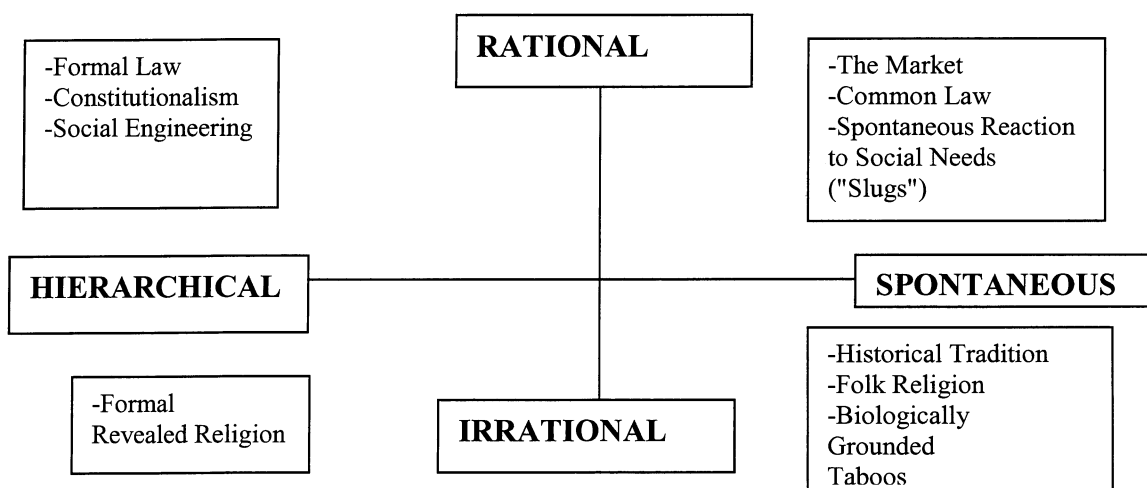 RATIONAL
-Formal Law
-Constitutionalism
-Social Engineering
-The Market
-Common Law
-Spontaneous Reaction
to Social Needs
("Slugs")
HIERARCHICAL
SPONTANEOUS
-Formal
Revealed Religion
IRRATIONAL
-Historical Tradition
-Folk Religion
-Biologically
Grounded
Taboos